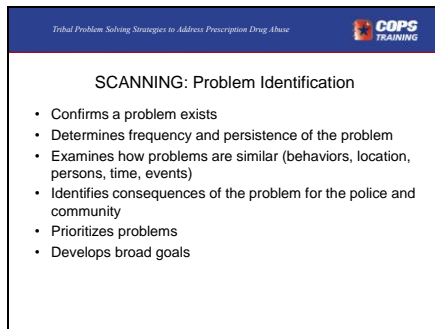 Tribal Problem Solving Strategies to Address Prescription Drug Abuse
COPS
TRAINING
SCANNING: Problem Identification
• Confirms a problem exists
• Determines frequency and persistence of the problem
• Examines how problems are similar (behaviors, location,
persons, time, events)
• Identifies consequences of the problem for the police and
community
• Prioritizes problems
• Develops broad goals